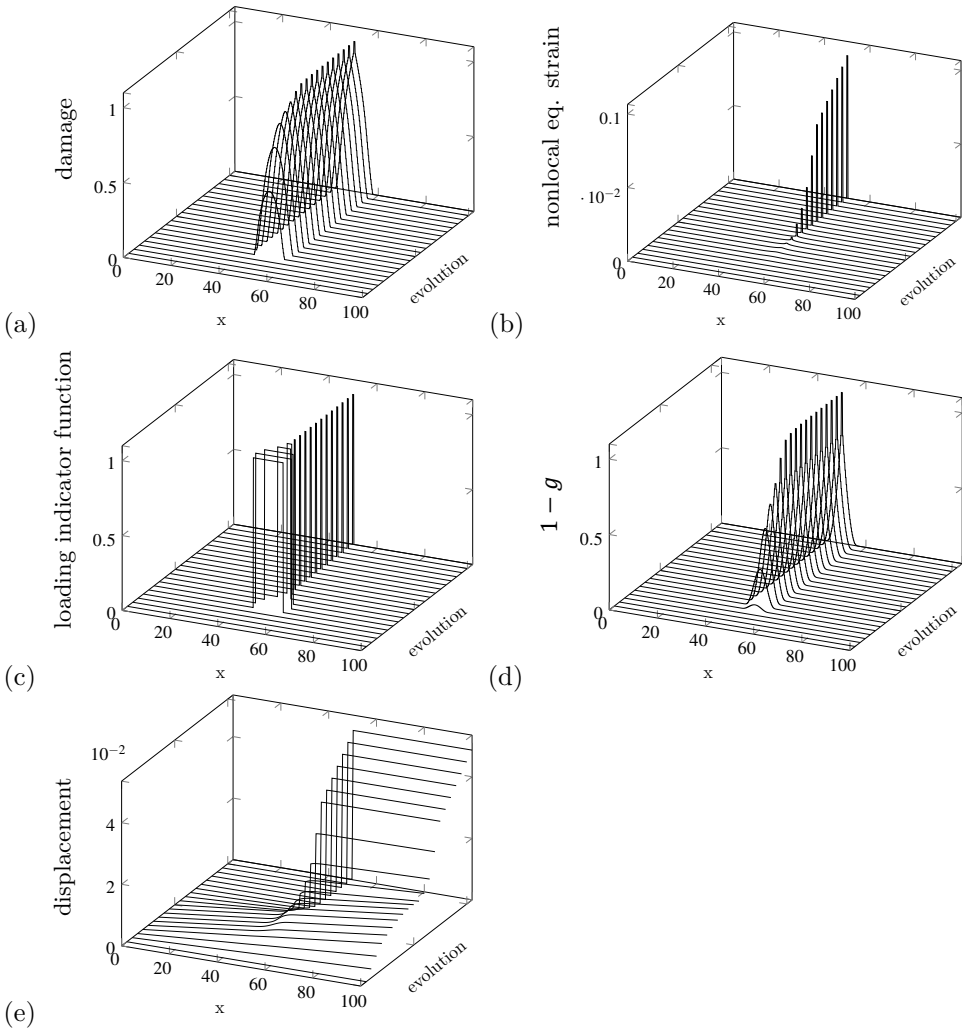 1
0.5
0
damage
0 20 40 60 80 100
x
evolution
(a)
0.1
·10−2
0
nonlocal eq. strain
0 20 40 60 80 100
x
evolution
(b)
1
0.5
0
loading indicator function
0 20 40 60 80 100
x
evolution
(c)
1
0.5
0
1 − g
0 20 40 60 80 100
x
evolution
(d)
10−2
4
2
0
displacement
0 20 40 60 80 100
x
evolution
(e)